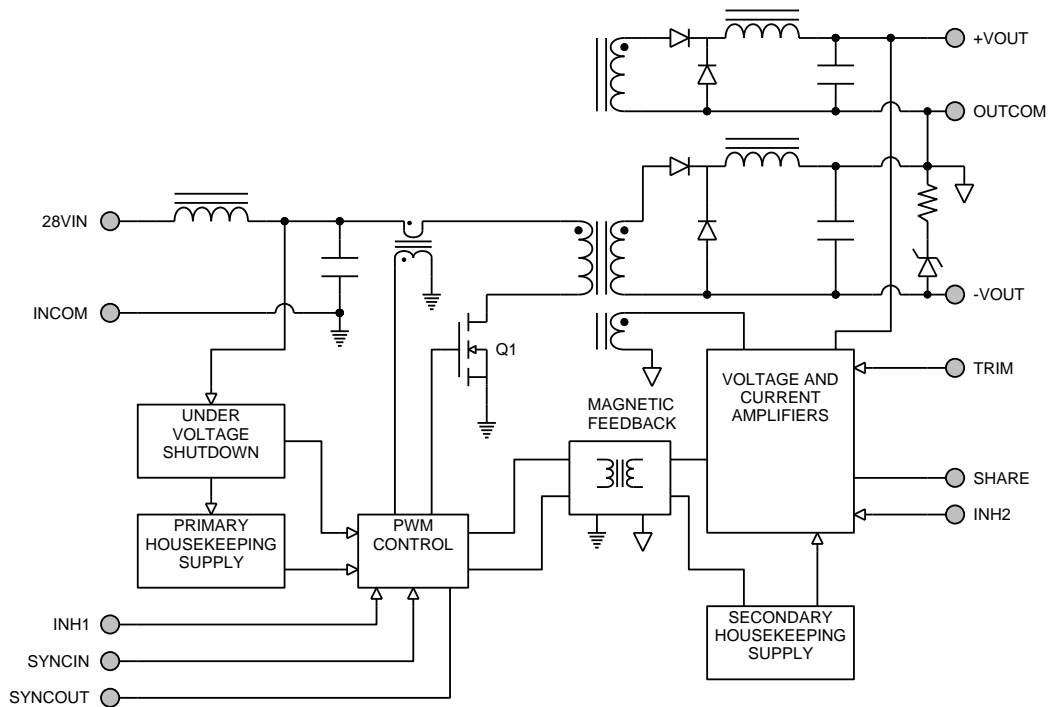 +VOUT
OUTCOM
28VIN
INCOM
-VOUT
Q1
TRIM
VOLTAGE AND
CURRENT
AMPLIFIERS
MAGNETIC
FEEDBACK
UNDER
VOLTAGE
SHUTDOWN
SHARE
INH2
PRIMARY
HOUSEKEEPING
SUPPLY
PWM
CONTROL
INH1
SECONDARY
HOUSEKEEPING
SUPPLY
SYNCIN
SYNCOUT